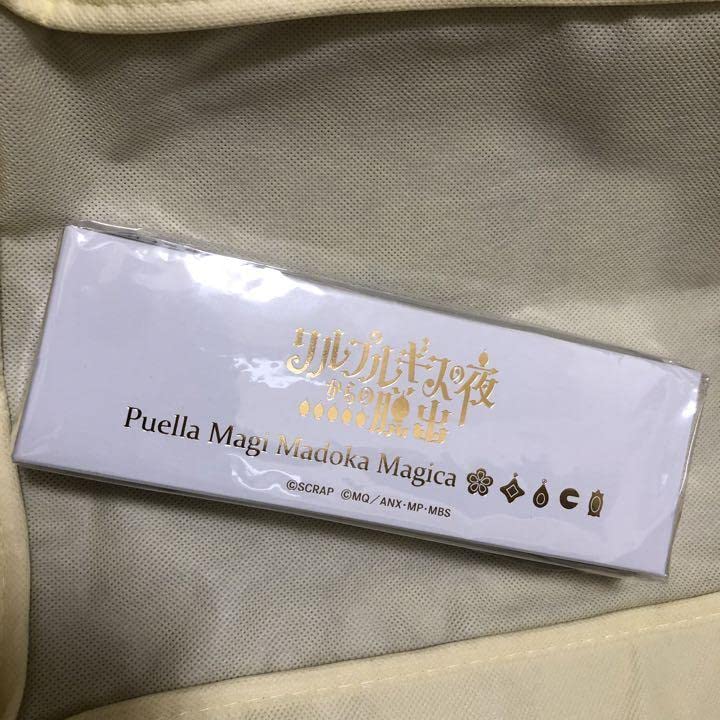 ワルプルギスの夜
からの脱出
Puella Magi Madoka Magica
©SCRAP ©MQ/ANX・MP・MBS